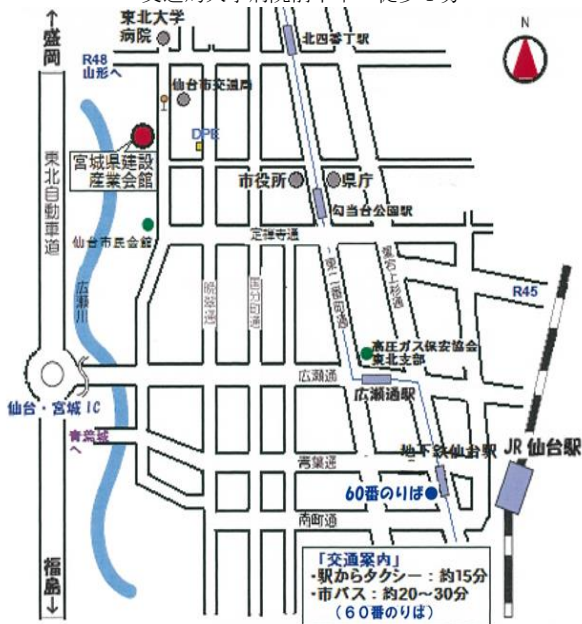 東北大学
病院
北四番丁駅
N
↑盛岡
R48
山形へ
仙台市交通局
DPE
宮城県建設
産業会館
市役所
県庁
勾当台公園駅
東北自動車道
仙台市民会館
定禅寺通
広瀬川
晩翠通
国分町通
東二番町通
愛宕上杉通
R45
高圧ガス保安協会
東北支部
広瀬通
広瀬通駅
仙台・宮城 IC
青葉城
へ
青葉通
地下鉄仙台駅
JR 仙台駅
60番のりば
南町通
福島↓
「交通案内」
・駅からタクシー:約15分
・市バス:約20〜30分
(60番のりば)